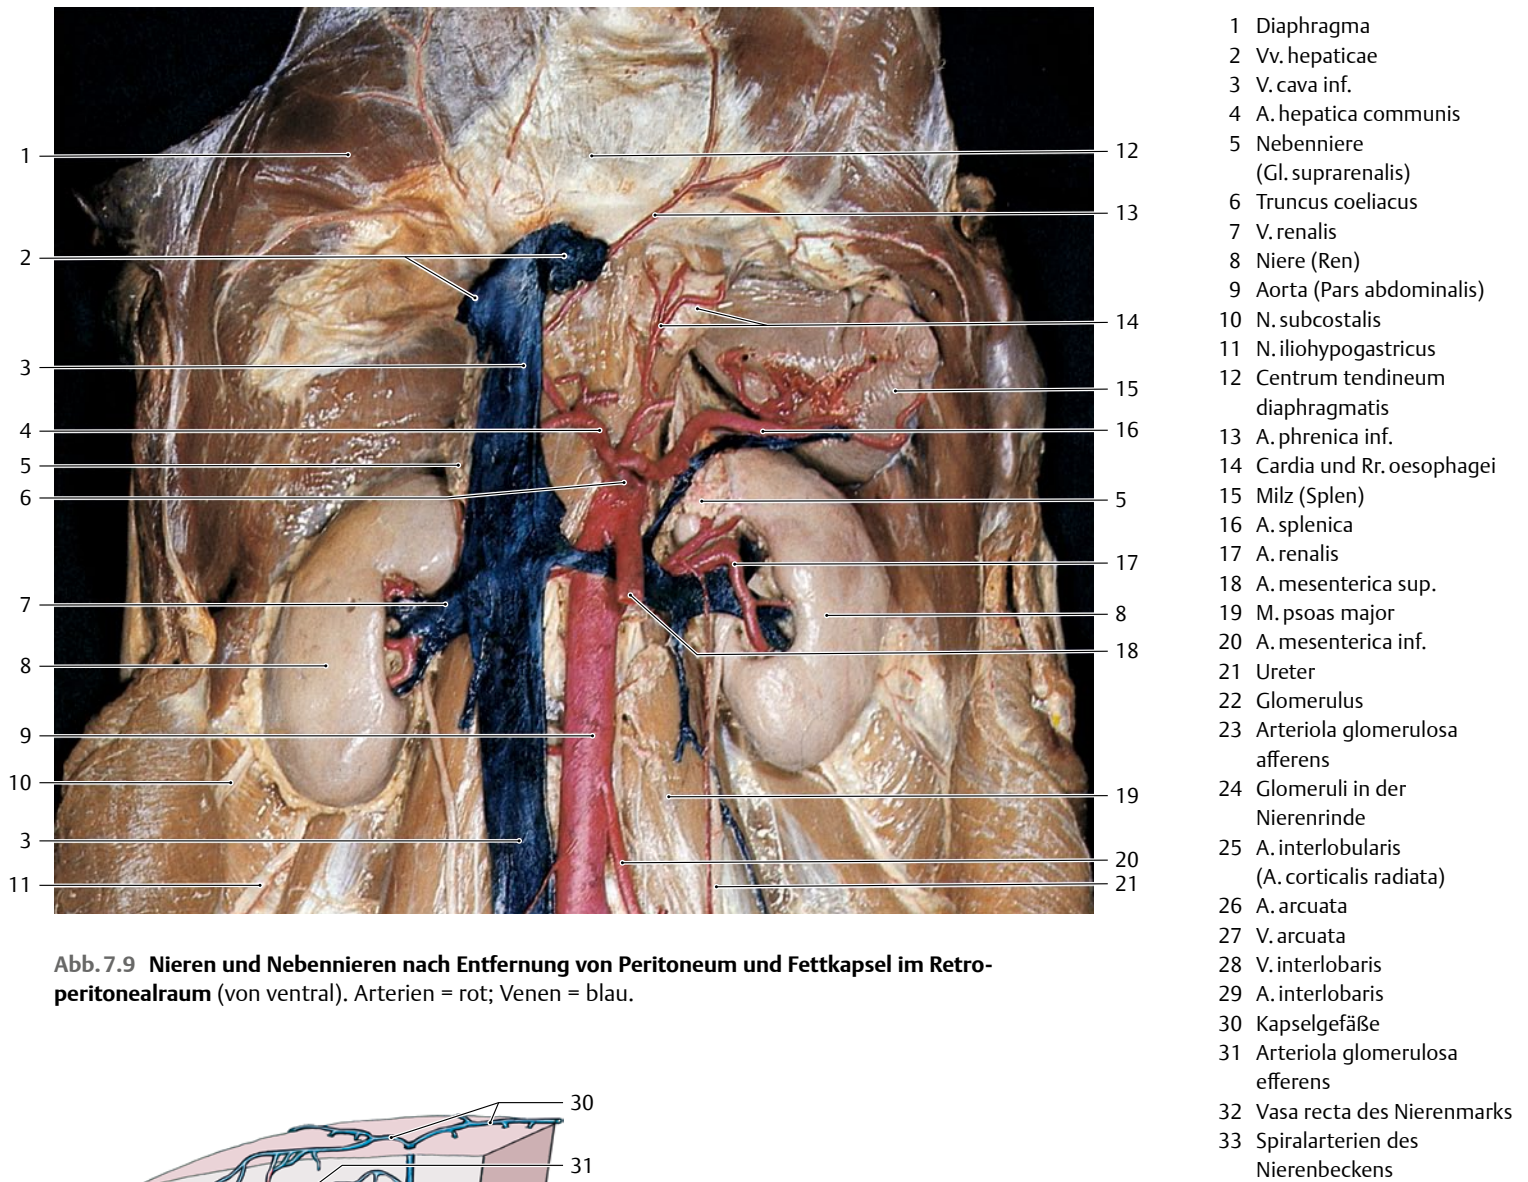 1
2
3
4
5
6
7
8
9
10
3
11
12
13
14
15
16
5
17
8
18
19
20
21
Abb. 7.9 Nieren und Nebennieren nach Entfernung von Peritoneum und Fettkapsel im Retro-
peritonealraum (von ventral). Arterien = rot; Venen = blau.
30
31
1 Diaphragma
2 Vv. hepaticae
3 V. cava inf.
4 A. hepatica communis
5 Nebenniere
(Gl. suprarenalis)
6 Truncus coeliacus
7 V. renalis
8 Niere (Ren)
9 Aorta (Pars abdominalis)
10 N. subcostalis
11 N. iliohypogastricus
12 Centrum tendineum
diaphragmatis
13 A. phrenica inf.
14 Cardia und Rr. oesophagei
15 Milz (Splen)
16 A. splenica
17 A. renalis
18 A. mesenterica sup.
19 M. psoas major
20 A. mesenterica inf.
21 Ureter
22 Glomerulus
23 Arteriola glomerulosa
afferens
24 Glomeruli in der
Nierenrinde
25 A. interlobularis
(A. corticalis radiata)
26 A. arcuata
27 V. arcuata
28 V. interlobaris
29 A. interlobaris
30 Kapselgefäße
31 Arteriola glomerulosa
efferens
32 Vasa recta des Nierenmarks
33 Spiralarterien des
Nierenbeckens